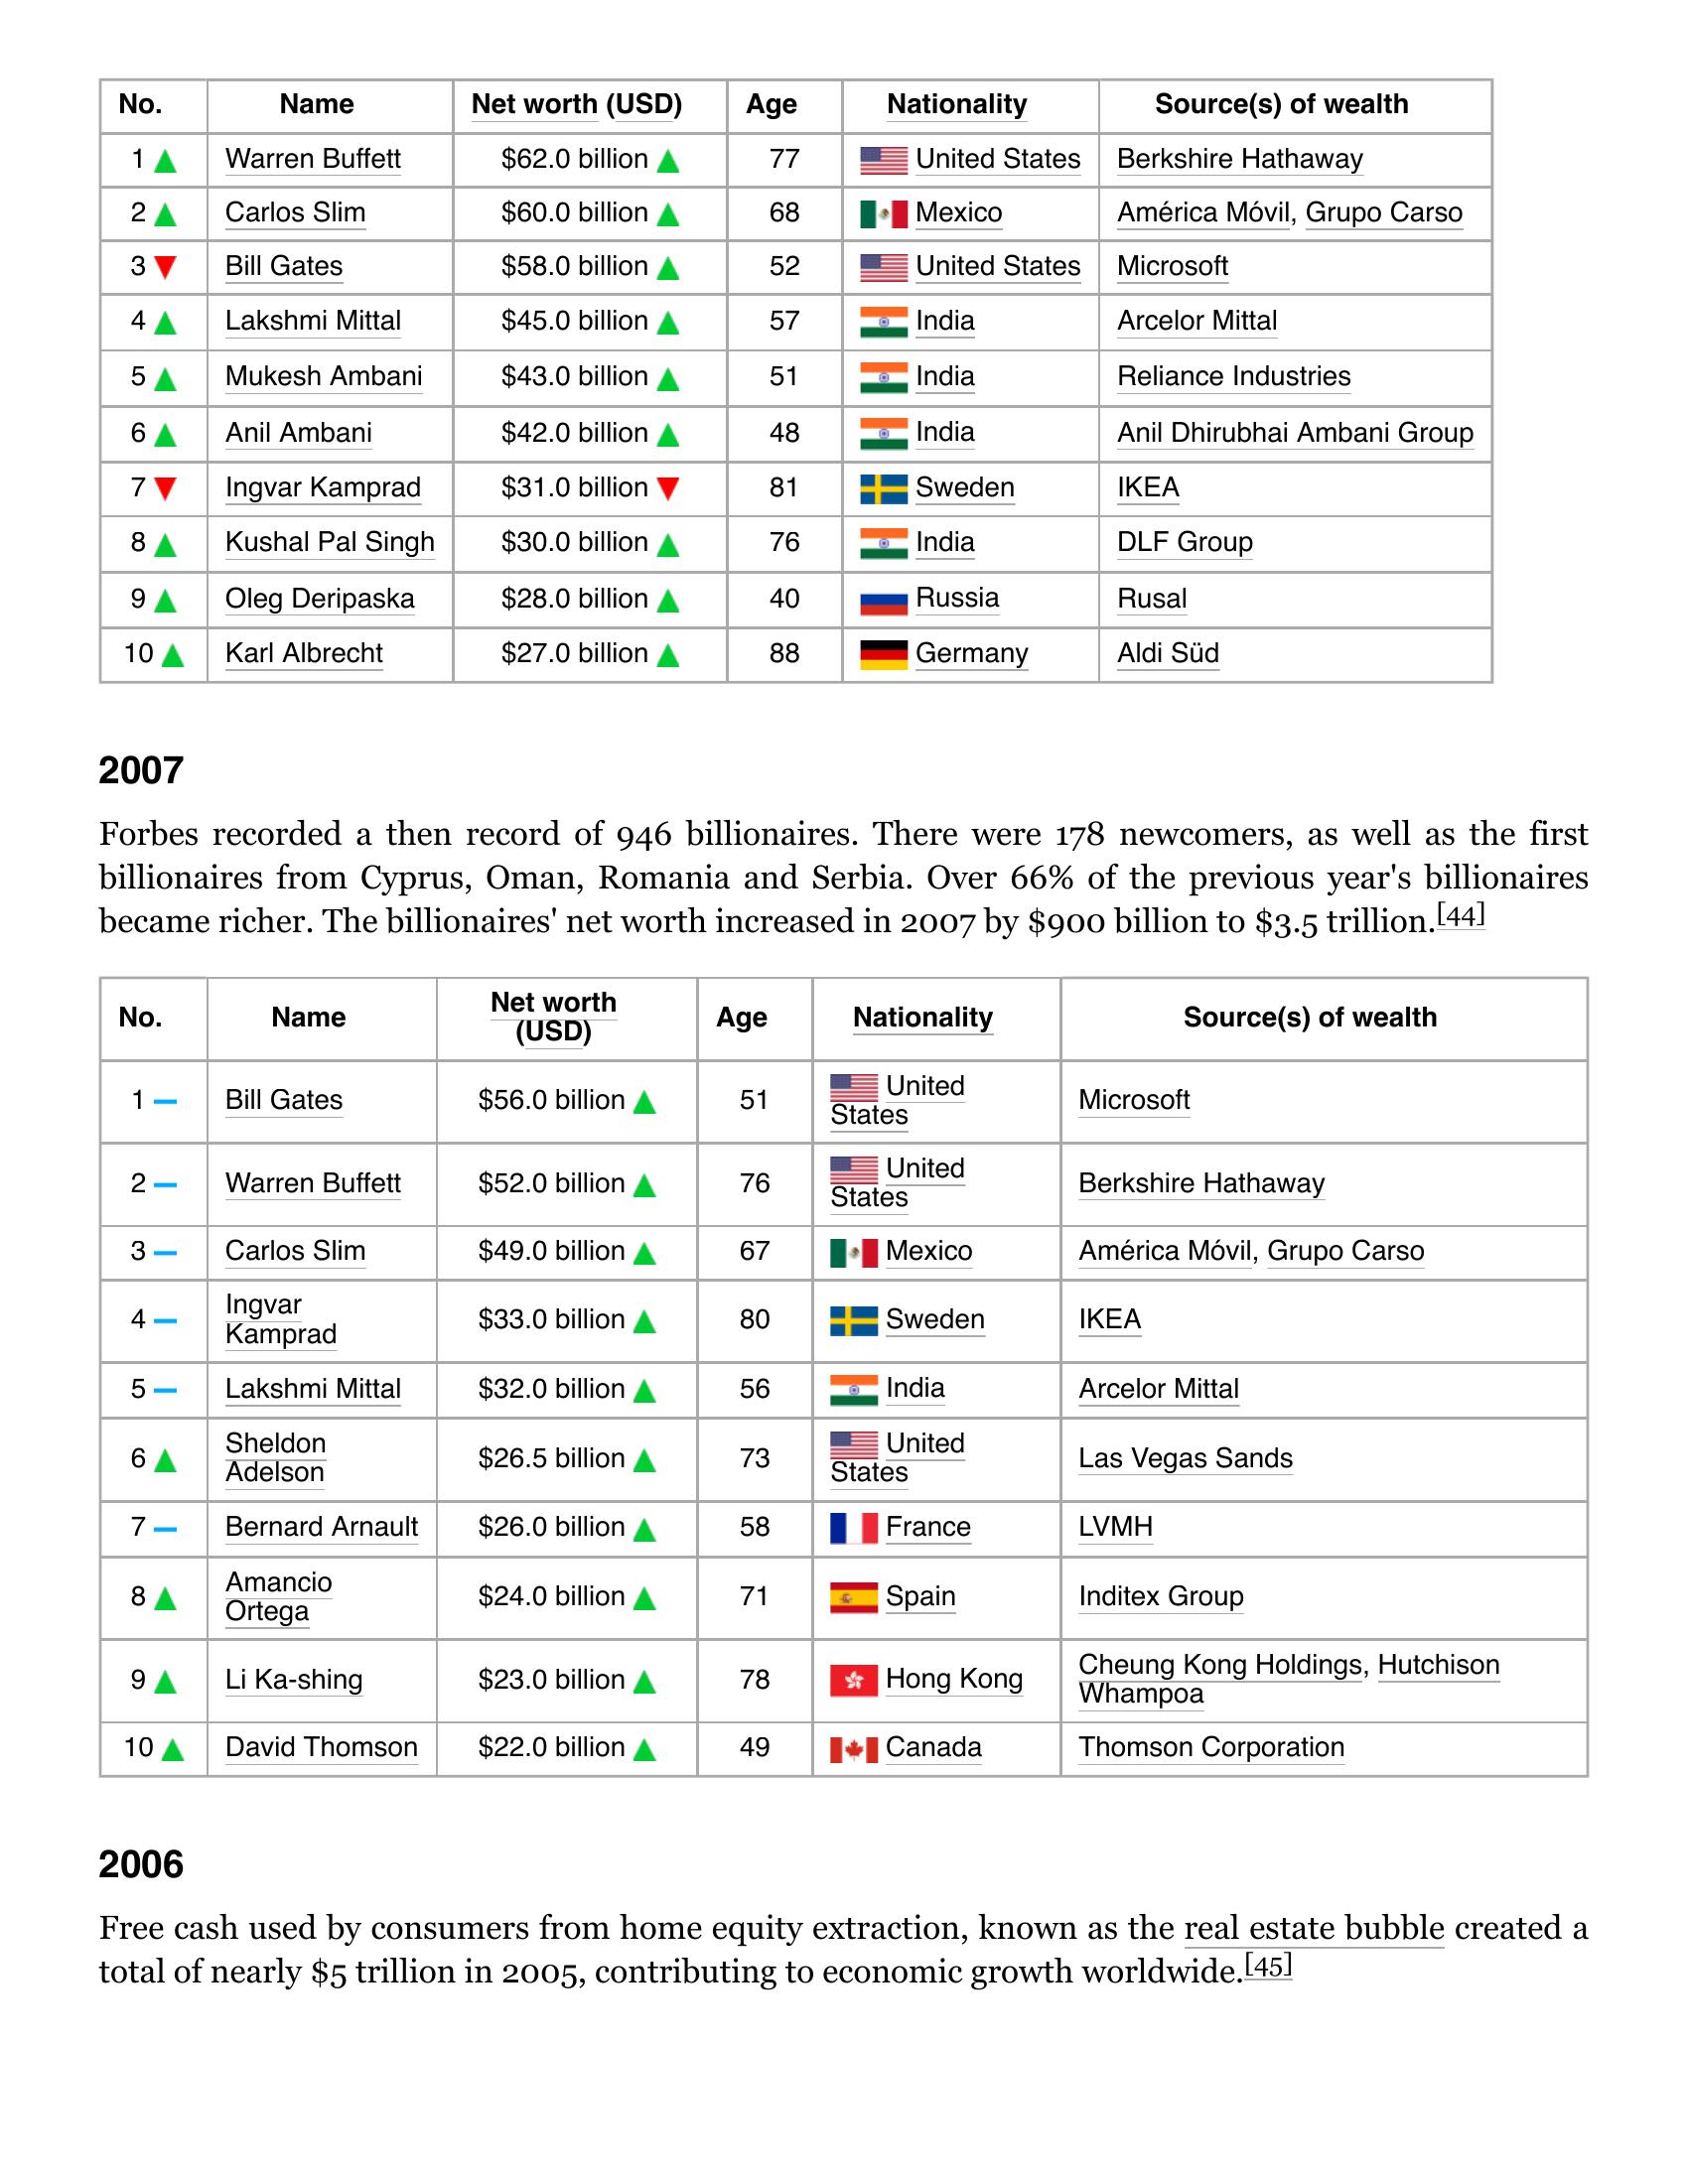 No. Name Net worth (USD) Age Nationality Source(s) of wealth
1 Warren Buffett $62.0 billion 77 United States Berkshire Hathaway
2 Carlos Slim $60.0 billion 68 Mexico América Móvil, Grupo Carso
3 Bill Gates $58.0 billion 52 United States Microsoft
4 Lakshmi Mittal $45.0 billion 57 India Arcelor Mittal
5 Mukesh Ambani $43.0 billion 51 India Reliance Industries
6 Anil Ambani $42.0 billion 48 India Anil Dhirubhai Ambani Group
7 Ingvar Kamprad $31.0 billion 81 Sweden IKEA
8 Kushal Pal Singh $30.0 billion 76 India DLF Group
9 Oleg Deripaska $28.0 billion 40 Russia Rusal
10 Karl Albrecht $27.0 billion 88 Germany Aldi Süd
2007
Forbes recorded a then record of 946 billionaires. There were 178 newcomers, as well as the first
billionaires from Cyprus, Oman, Romania and Serbia. Over 66% of the previous year's billionaires
became richer. The billionaires' net worth increased in 2007 by $900 billion to $3.5 trillion.[44]
No. Name Net worth (USD) Age Nationality Source(s) of wealth
1 Bill Gates $56.0 billion 51 United States Microsoft
2 Warren Buffett $52.0 billion 76 United States Berkshire Hathaway
3 Carlos Slim $49.0 billion 67 Mexico América Móvil, Grupo Carso
4 Ingvar Kamprad $33.0 billion 80 Sweden IKEA
5 Lakshmi Mittal $32.0 billion 56 India Arcelor Mittal
6 Sheldon Adelson $26.5 billion 73 United States Las Vegas Sands
7 Bernard Arnault $26.0 billion 58 France LVMH
8 Amancio Ortega $24.0 billion 71 Spain Inditex Group
9 Li Ka-shing $23.0 billion 78 Hong Kong Cheung Kong Holdings, Hutchison Whampoa
10 David Thomson $22.0 billion 49 Canada Thomson Corporation
2006
Free cash used by consumers from home equity extraction, known as the real estate bubble created a
total of nearly $5 trillion in 2005, contributing to economic growth worldwide.[45]